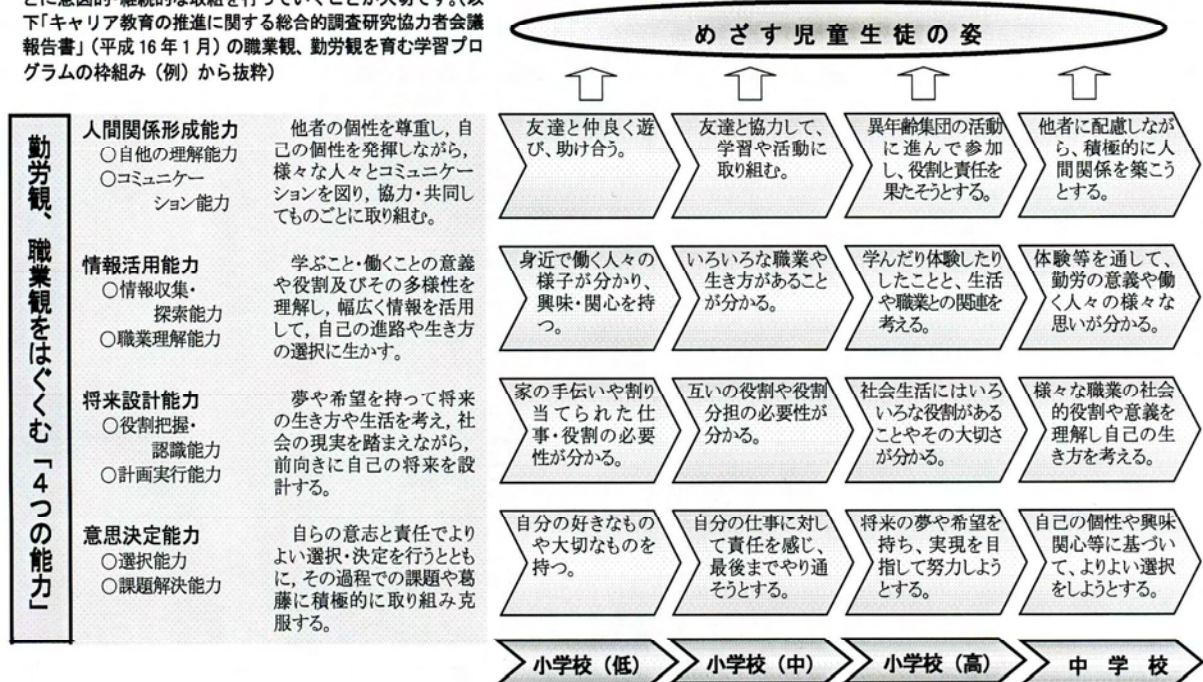 とに意図的・継続的な取組を行っていくことが大切です。(以
下「キャリア教育の推進に関する総合的調査研究協力者会議
報告書」(平成16年1月)の職業観、勤労観を育む学習プロ
グラムの枠組み(例)から抜粋)
めざす児童生徒の姿
勤労観、職業観をはぐくむ「4つの能力」
人間関係形成能力
○自他の理解能力
○コミュニケー
ション能力
他者の個性を尊重し,自
己の個性を発揮しながら,
様々な人々とコミュニケー
ションを図り,協力・共同し
てものごとに取り組む。
友達と仲良く遊
び、助け合う。
友達と協力して、
学習や活動に
取り組む。
異年齢集団の活動
に進んで参加
し、役割と責任を
果たそうとする。
他者に配慮しなが
ら、積極的に人
間関係を築こう
とする。
情報活用能力
○情報収集・
探索能力
○職業理解能力
学ぶこと・働くことの意義
や役割及びその多様性を
理解し,幅広く情報を活用
して,自己の進路や生き方
の選択に生かす。
身近で働く人々の
様子が分かり、
興味・関心を持
つ。
いろいろな職業や
生き方があること
が分かる。
学んだり体験したり
したことと、生活
や職業との関連を
考える。
体験等を通して、
勤労の意義や働
く人々の様々な
思いが分かる。
将来設計能力
○役割把握・
認識能力
○計画実行能力
夢や希望を持って将来
の生き方や生活を考え,社
会の現実を踏まえながら,
前向きに自己の将来を設
計する。
家の手伝いや割り
当てられた仕
事・役割の必要
性が分かる。
互いの役割や役割
分担の必要性が
分かる。
社会生活にはいろ
いろな役割がある
ことやその大切さ
が分かる。
様々な職業の社会
的役割や意義を
理解し自己の生
き方を考える。
意思決定能力
○選択能力
○課題解決能力
自らの意志と責任でより
よい選択・決定を行うととも
に,その過程での課題や葛
藤に積極的に取り組み克
服する。
自分の好きなもの
や大切なものを
持つ。
自分の仕事に対し
て責任を感じ、
最後までやり通
そうとする。
将来の夢や希望を
持ち、実現を目
指して努力しよう
とする。
自己の個性や興味
関心等に基づい
て、よりよい選択
をしようとする。
小学校(低)
小学校(中)
小学校(高)
中学校